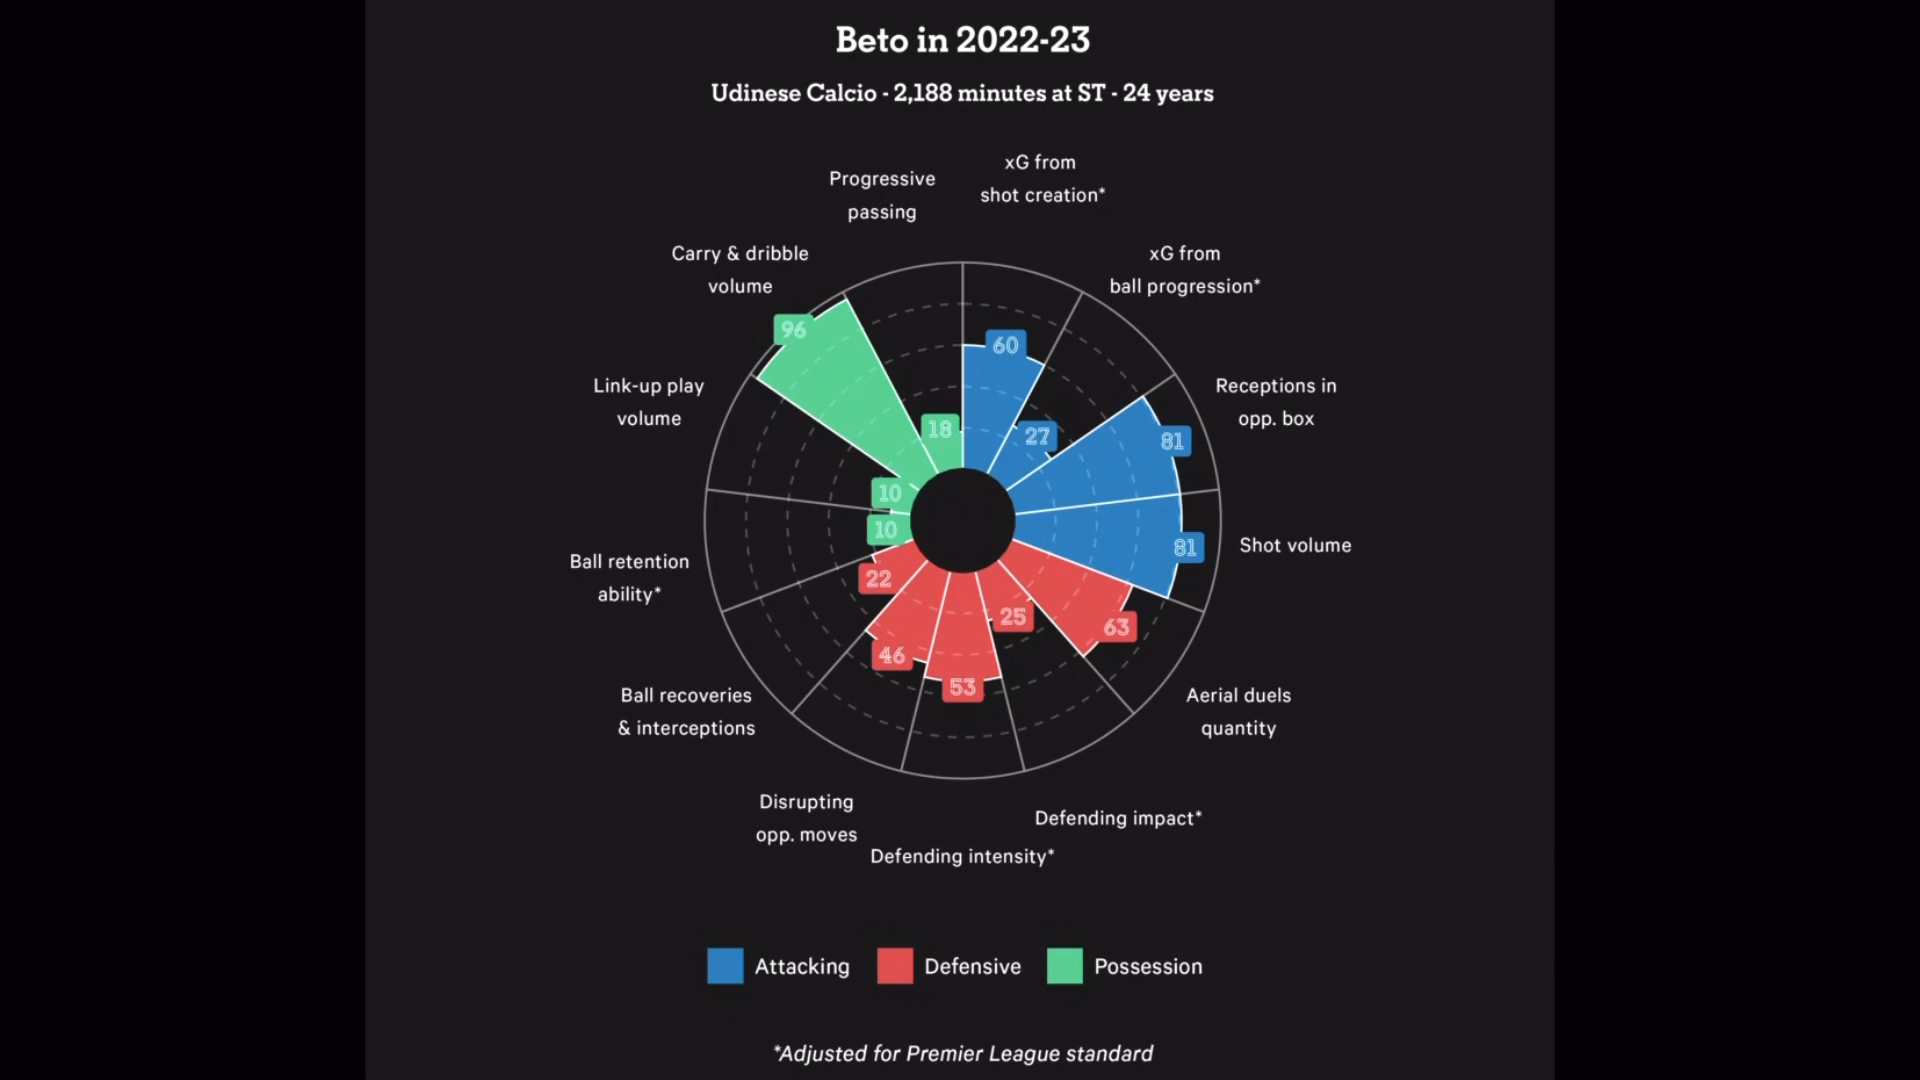 Beto in 2022-23
Udinese Calcio - 2,188 minutes at ST - 24 years
xG from
shot creation*
Progressive
passing
Carry & dribble
volume
xG from
ball progression*
96
60
Link-up play
volume
Receptions in
opp. box
18
27
81
10
10
Ball retention
ability*
Shot volume
81
22
25
63
46
53
Ball recoveries
& interceptions
Aerial duels
quantity
Disrupting
opp. moves
Defending impact*
Defending intensity*
Attacking
Defensive
Possession
*Adjusted for Premier League standard